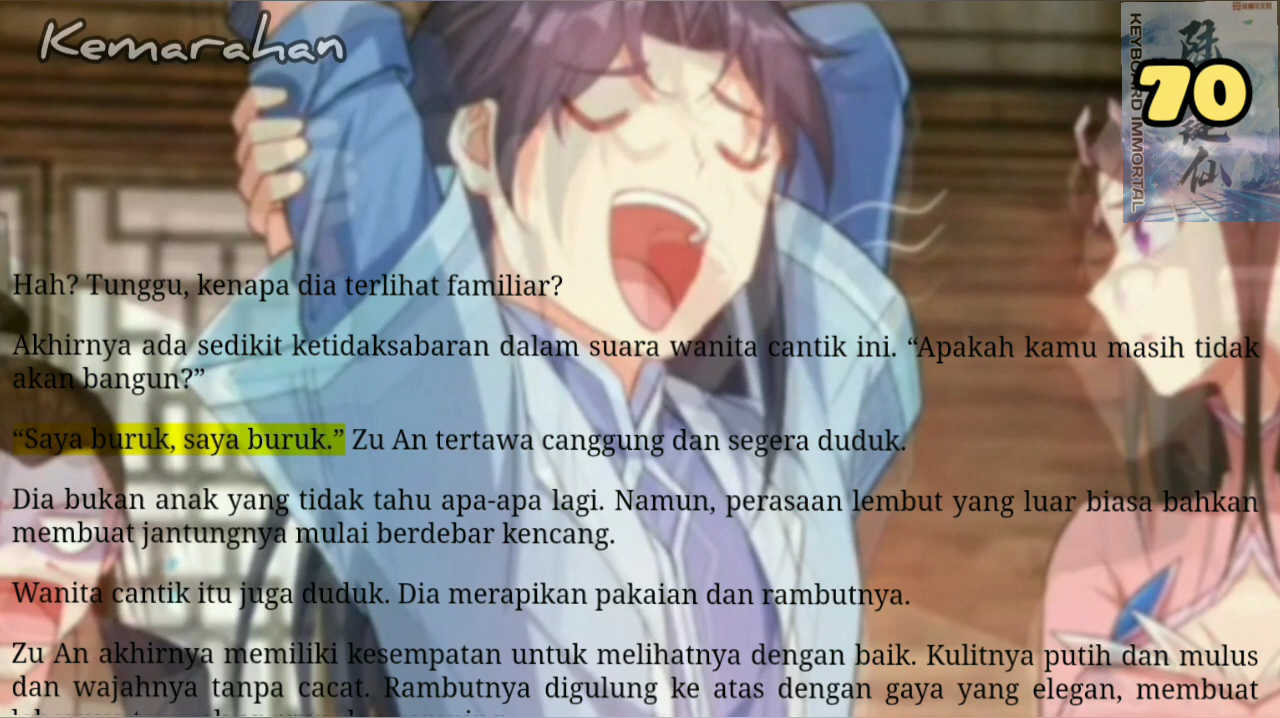 Kemarahan
70
KEYBOARD IMMORTAL
仙
Hah? Tunggu, kenapa dia terlihat familiar?
Akhirnya ada sedikit ketidaksabaran dalam suara wanita cantik ini. “Apakah kamu masih tidak
akan bangun?”
“Saya buruk, saya buruk.” Zu An tertawa canggung dan segera duduk.
Dia bukan anak yang tidak tahu apa-apa lagi. Namun, perasaan lembut yang luar biasa bahkan
membuat jantungnya mulai berdebar kencang.
Wanita cantik itu juga duduk. Dia merapikan pakaian dan rambutnya.
Zu An akhirnya memiliki kesempatan untuk melihatnya dengan baik. Kulitnya putih dan mulus
dan wajahnya tanpa cacat. Rambutnya digulung ke atas dengan gaya yang elegan, membuat